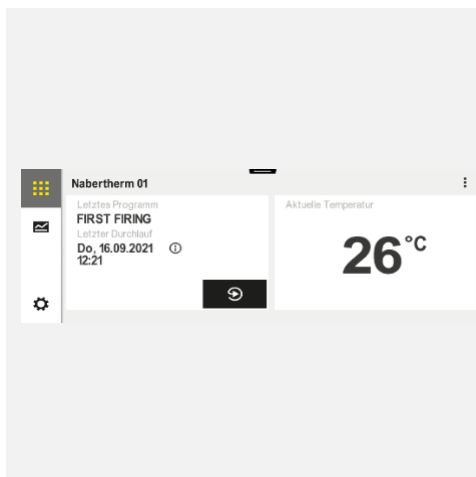 Nabertherm 01
Letztes Programm
FIRST FIRING
Letzter Durchlauf
Do, 16.09.2021
12:21
Aktuelle Temperatur
26°C